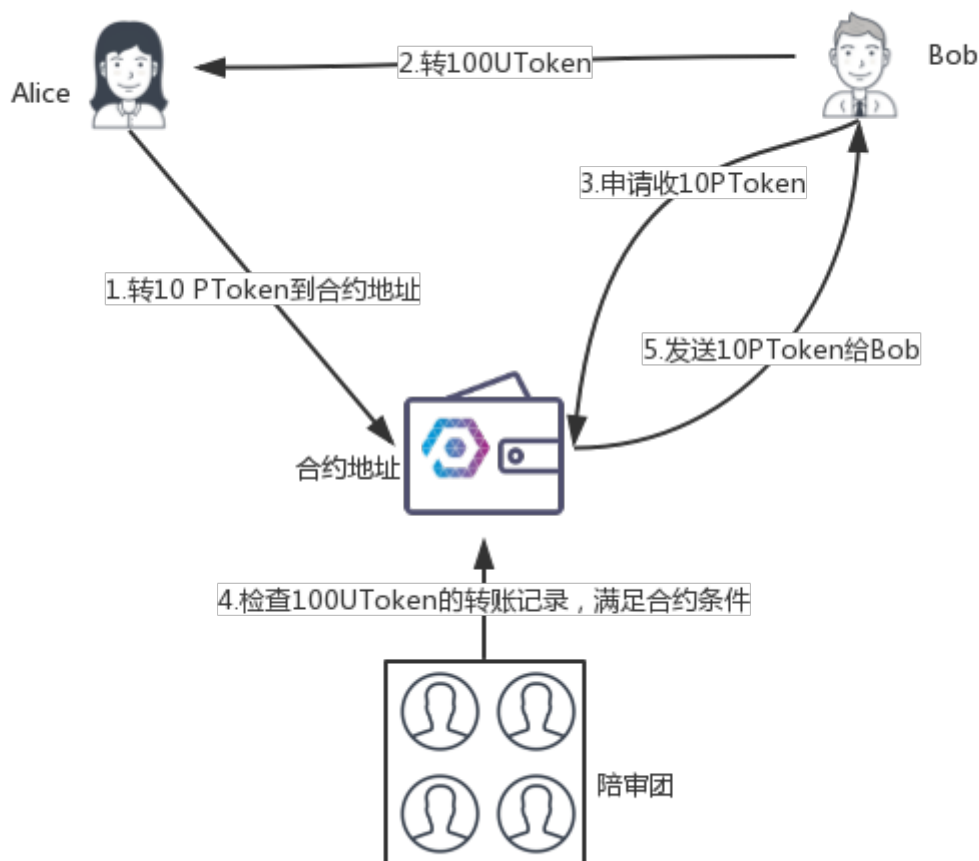 Alice
2.转100UToken
Bob
3.申请收10PToken
1.转10 PToken到合约地址
5.发送10PToken给Bob
合约地址
4.检查100UToken的转账记录，满足合约条件
陪审团